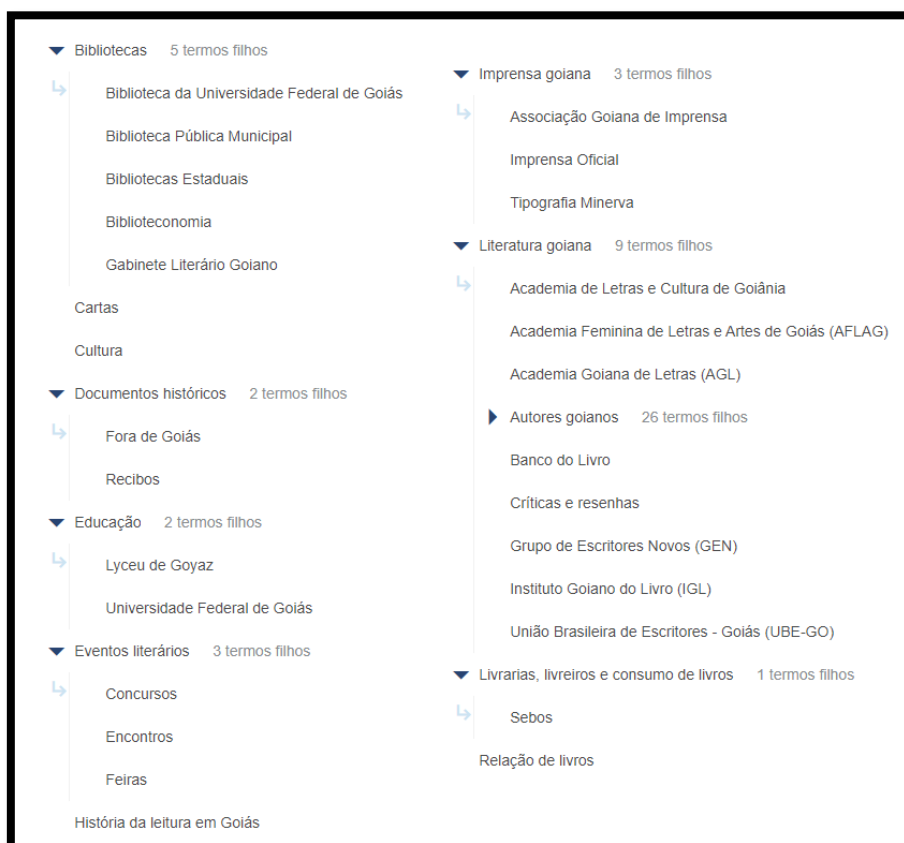 Bibliotecas 5 termos filhos
Biblioteca da Universidade Federal de Goiás
Biblioteca Pública Municipal
Bibliotecas Estaduais
Biblioteconomia
Gabinete Literário Goiano
Cartas
Cultura
Documentos históricos 2 termos filhos
Fora de Goiás
Recibos
Educação 2 termos filhos
Lyceu de Goyaz
Universidade Federal de Goiás
Eventos literários 3 termos filhos
Concursos
Encontros
Feiras
História da leitura em Goiás
Imprensa goiana 3 termos filhos
Associação Goiana de Imprensa
Imprensa Oficial
Tipografia Minerva
Literatura goiana 9 termos filhos
Academia de Letras e Cultura de Goiânia
Academia Feminina de Letras e Artes de Goiás (AFLAG)
Academia Goiana de Letras (AGL)
Autores goianos 26 termos filhos
Banco do Livro
Críticas e resenhas
Grupo de Escritores Novos (GEN)
Instituto Goiano do Livro (IGL)
União Brasileira de Escritores - Goiás (UBE-GO)
Livrarias, livreiros e consumo de livros 1 termos filhos
Sebos
Relação de livros